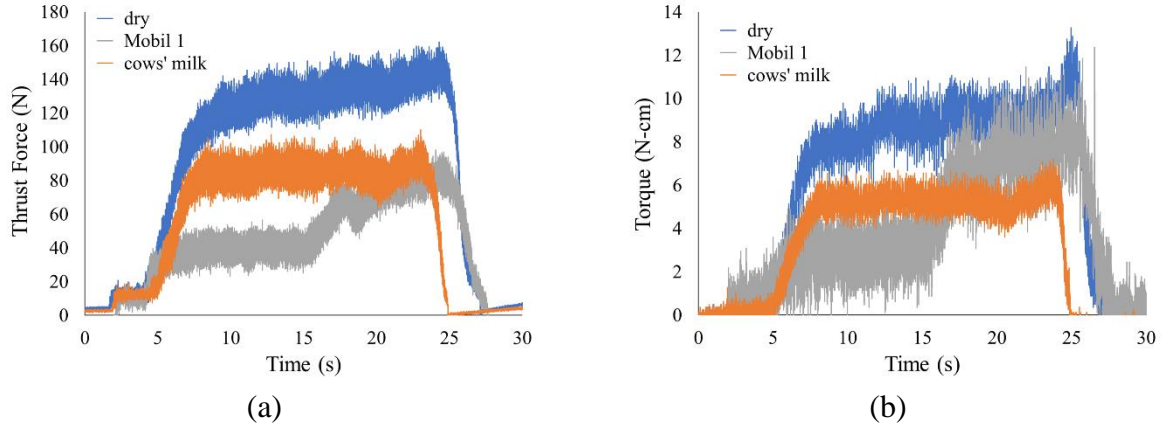 180
160
140
120
100
80
60
40
20
0
Thrust Force (N)
dry
Mobil 1
cows' milk
0 5 10 15 20 25 30
Time (s)
(a)
14
12
10
8
6
4
2
0
Torque (N-cm)
dry
Mobil 1
cows' milk
0 5 10 15 20 25 30
Time (s)
(b)